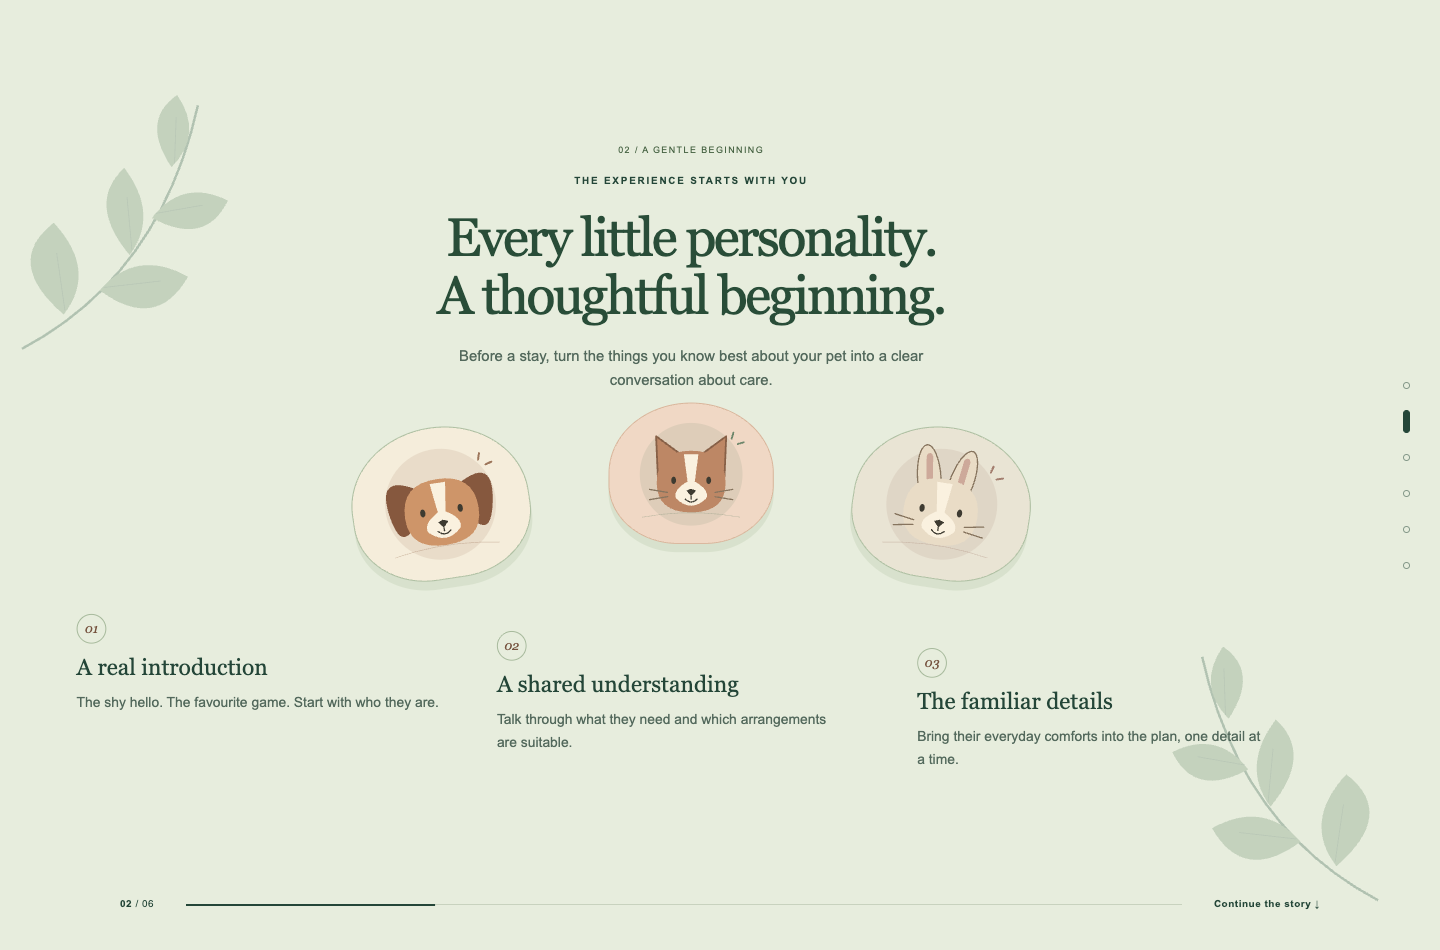 02 / A GENTLE BEGINNING
THE EXPERIENCE STARTS WITH YOU
Every little personality.
A thoughtful beginning.
Before a stay, turn the things you know best about your pet into a clear
conversation about care.
01
A real introduction
The shy hello. The favourite game. Start with who they are.
02
A shared understanding
Talk through what they need and which arrangements
are suitable.
03
The familiar details
Bring their everyday comforts into the plan, one detail at
a time.
02 / 06
Continue the story ↓